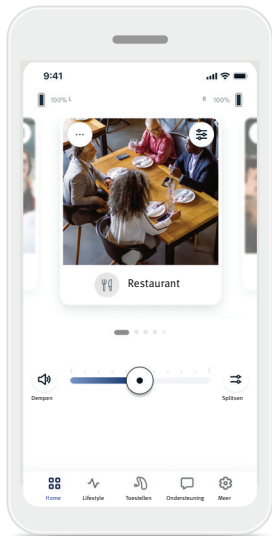 9:41
100% L
R 100%
Restaurant
Dempen
Splitsen
Home Lifestyle Toestellen Ondersteuning Meer